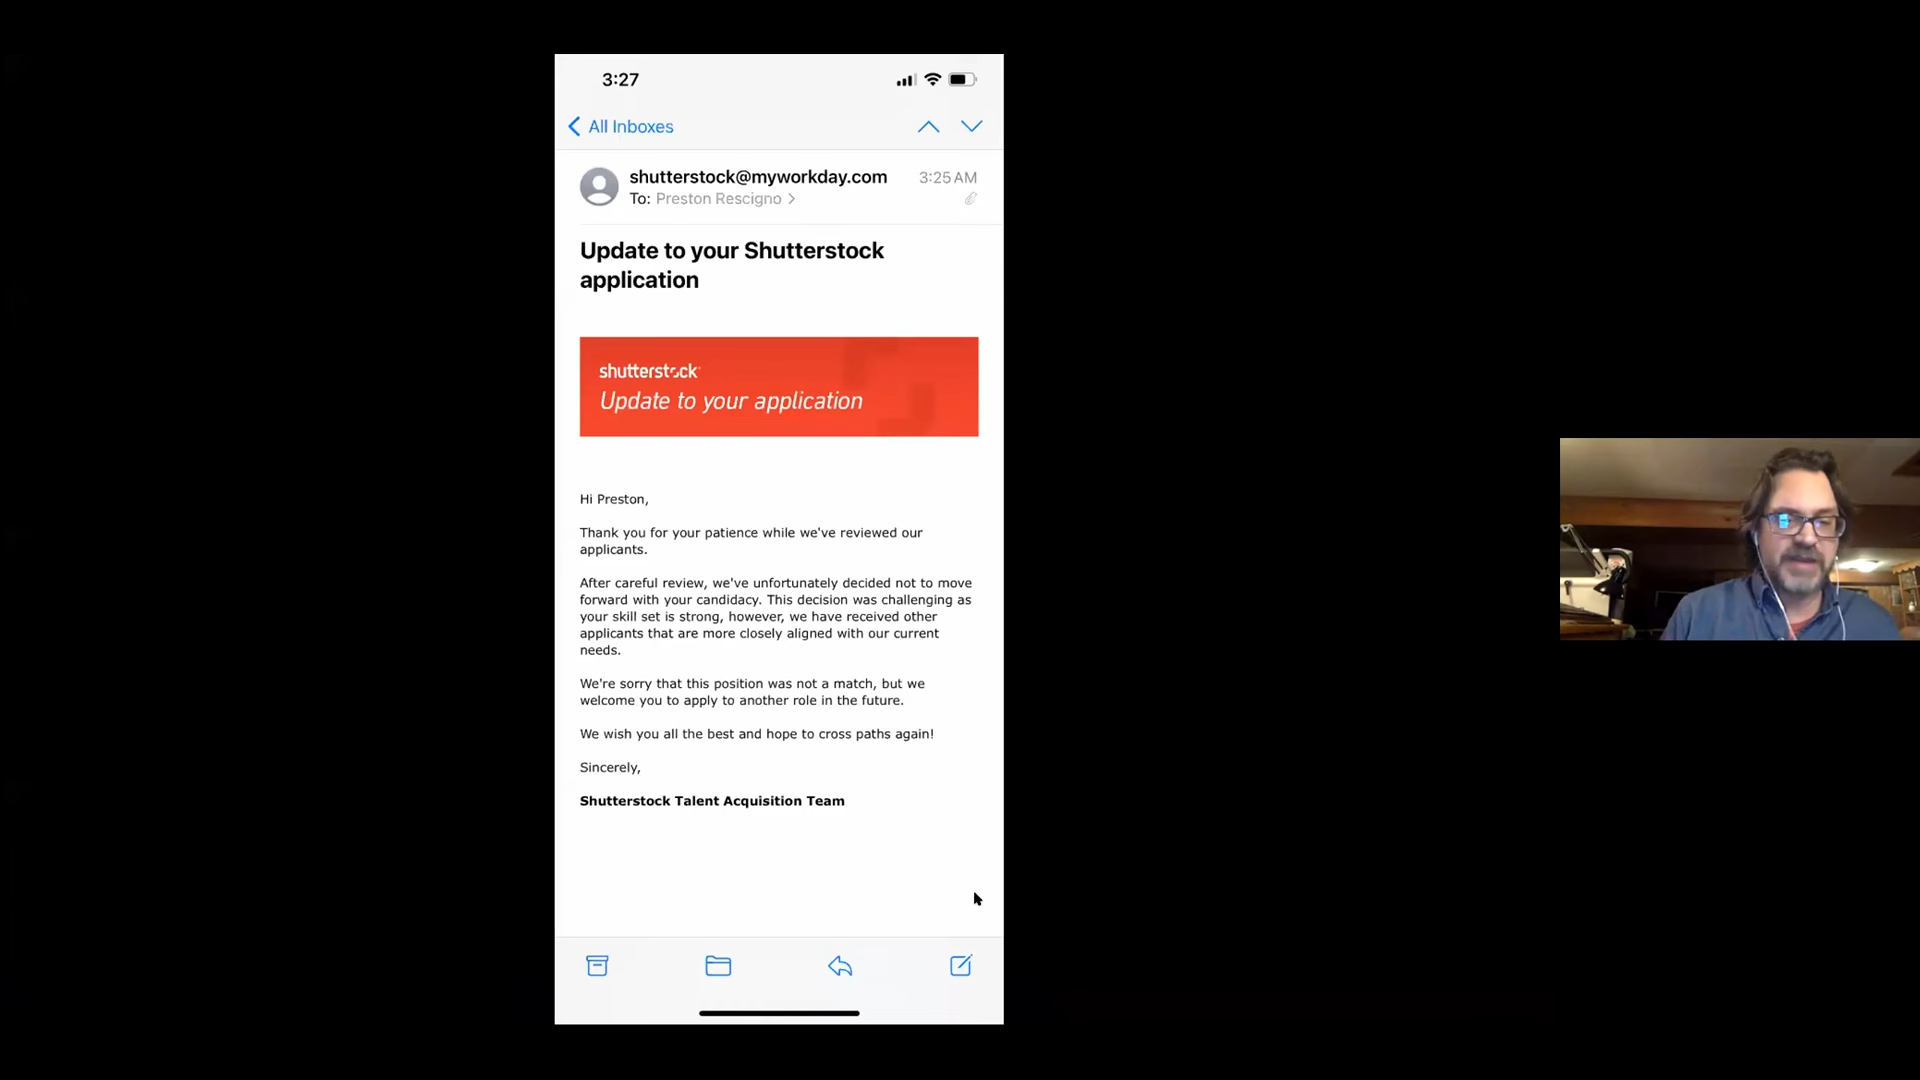 3:27
All Inboxes
shutterstock@myworkday.com 3:25 AM
To: Preston Rescigno
Update to your Shutterstock
application
shutterstock
Update to your application
Hi Preston,
Thank you for your patience while we've reviewed our
applicants.
After careful review, we've unfortunately decided not to move
forward with your candidacy. This decision was challenging as
your skill set is strong, however, we have received other
applicants that are more closely aligned with our current
needs.
We're sorry that this position was not a match, but we
welcome you to apply to another role in the future.
We wish you all the best and hope to cross paths again!
Sincerely,
Shutterstock Talent Acquisition Team